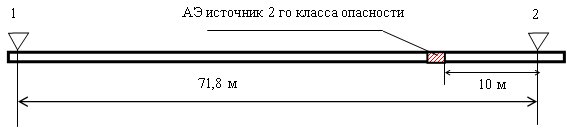 АЭ источник 2 го класса опасности
1
2
71,8 м
10 м